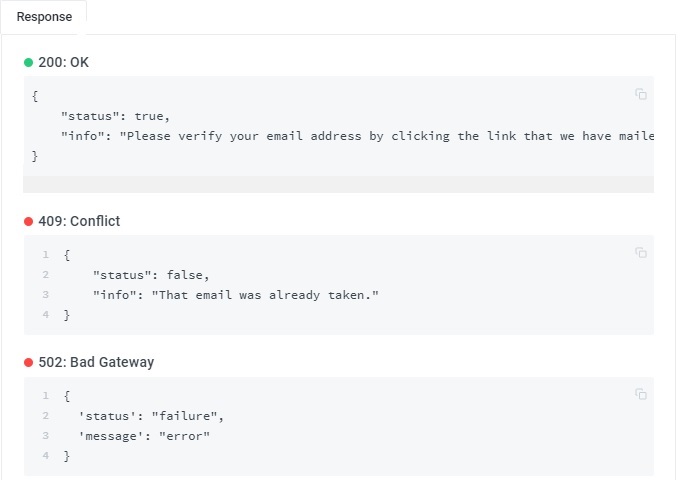 Response
200: OK
{
    "status": true,
    "info": "Please verify your email address by clicking the link that we have maile
}
409: Conflict
1 {
2     "status": false,
3     "info": "That email was already taken."
4 }
502: Bad Gateway
1 {
2   'status': "failure",
3   'message': "error"
4 }